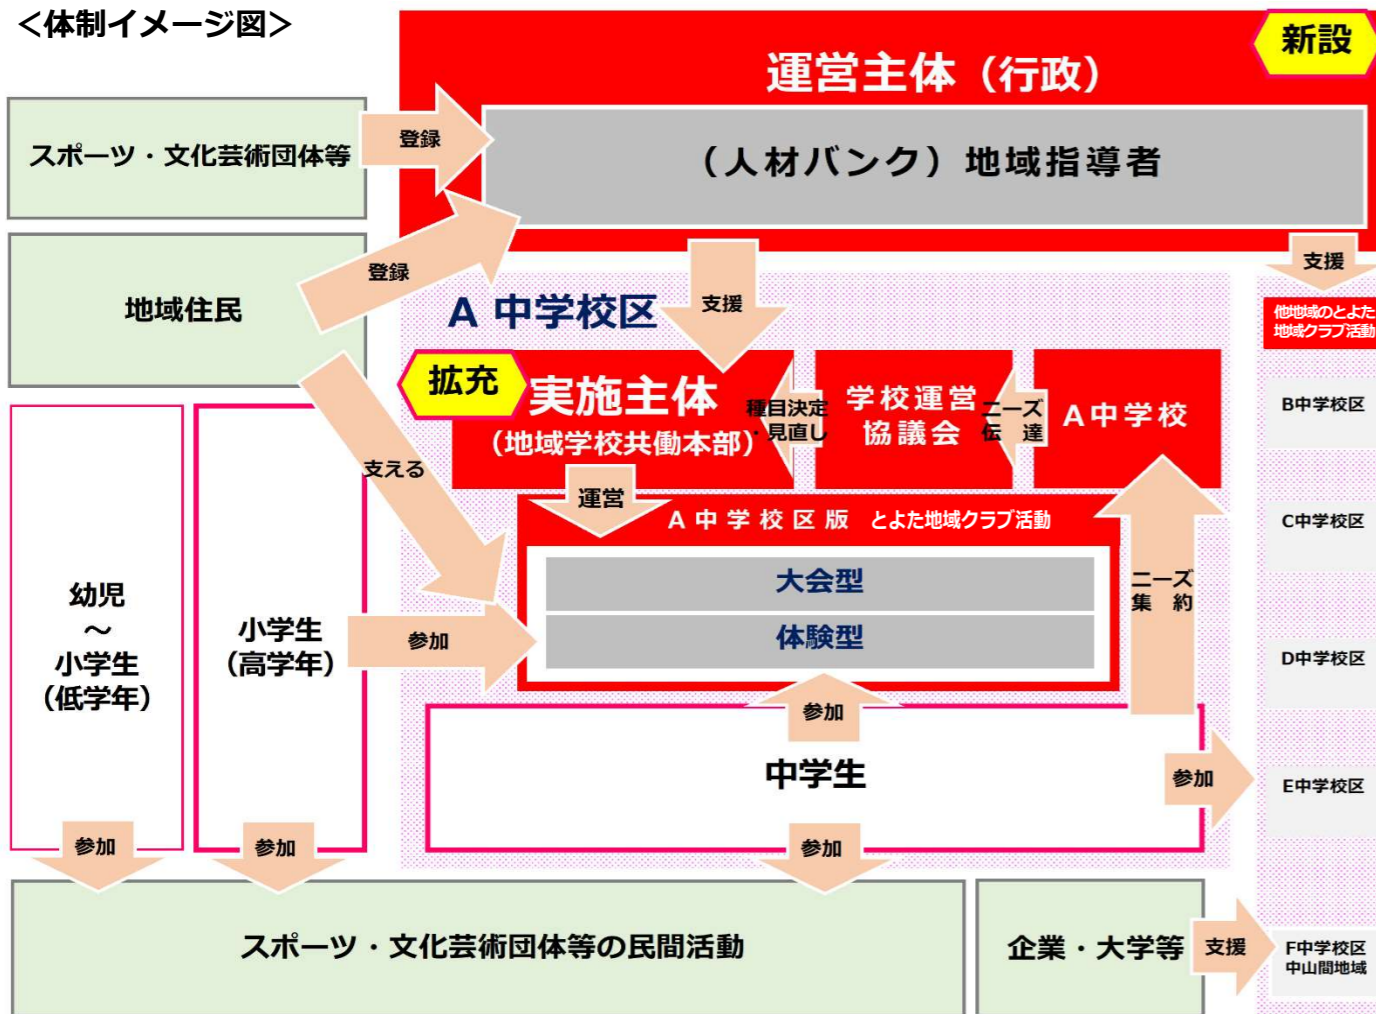 ＜体制イメージ図＞
新設
運営主体（行政）
（人材バンク）地域指導者
スポーツ・文化芸術団体等
登録
地域住民
登録
支援
支援
A 中学校区
他地域のとよた
地域クラブ活動
拡充
実施主体
（地域学校共働本部）
種目決定
・見直し
学校運営
協議会
ニーズ
伝　達
A中学校
B中学校区
支える
運営
A中学校区版　とよた地域クラブ活動
C中学校区
大会型
体験型
ニーズ
集　約
幼児
～
小学生
（低学年）
小学生
（高学年）
参加
D中学校区
参加
中学生
参加
E中学校区
参加
参加
参加
スポーツ・文化芸術団体等の民間活動
企業・大学等
支援
F中学校区
中山間地域